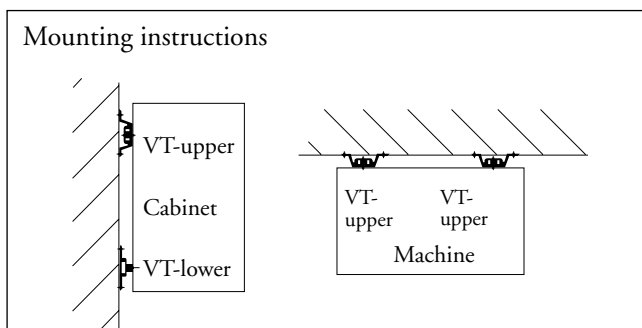 Mounting instructions
VT-upper
Cabinet
VT-lower
VT-
upper
VT-
upper
Machine